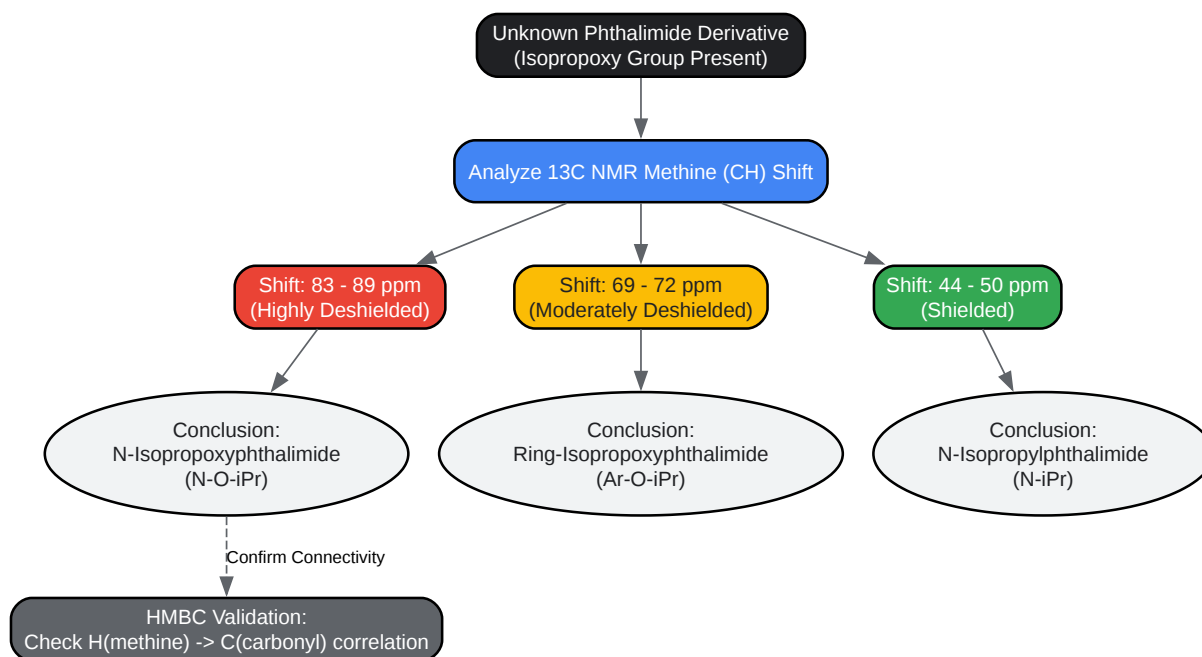 Unknown Phthalimide Derivative
(Isopropoxy Group Present)
Analyze 13C NMR Methine (CH) Shift
Shift: 83 - 89 ppm
(Highly Deshielded)
Shift: 69 - 72 ppm
(Moderately Deshielded)
Shift: 44 - 50 ppm
(Shielded)
Conclusion:
N-Isopropoxyphthalimide
(N-O-iPr)
Conclusion:
Ring-Isopropoxyphthalimide
(Ar-O-iPr)
Conclusion:
N-Isopropylphthalimide
(N-iPr)
Confirm Connectivity
HMBC Validation:
Check H(methine) -> C(carbonyl) correlation